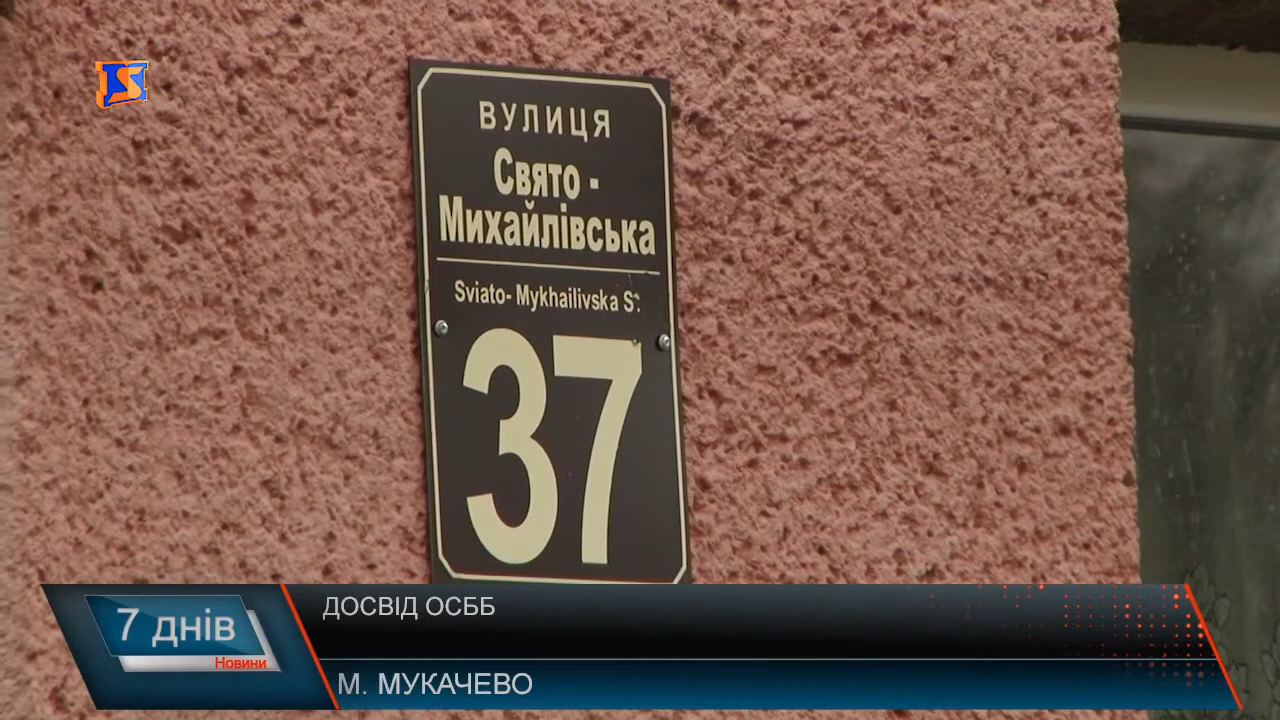 ВУЛИЦЯ
Свято -
Михайлівська
Sviato- Mykhailivska St.
37
7 днів
Новини
ДОСВІД ОСББ
М. МУКАЧЕВО